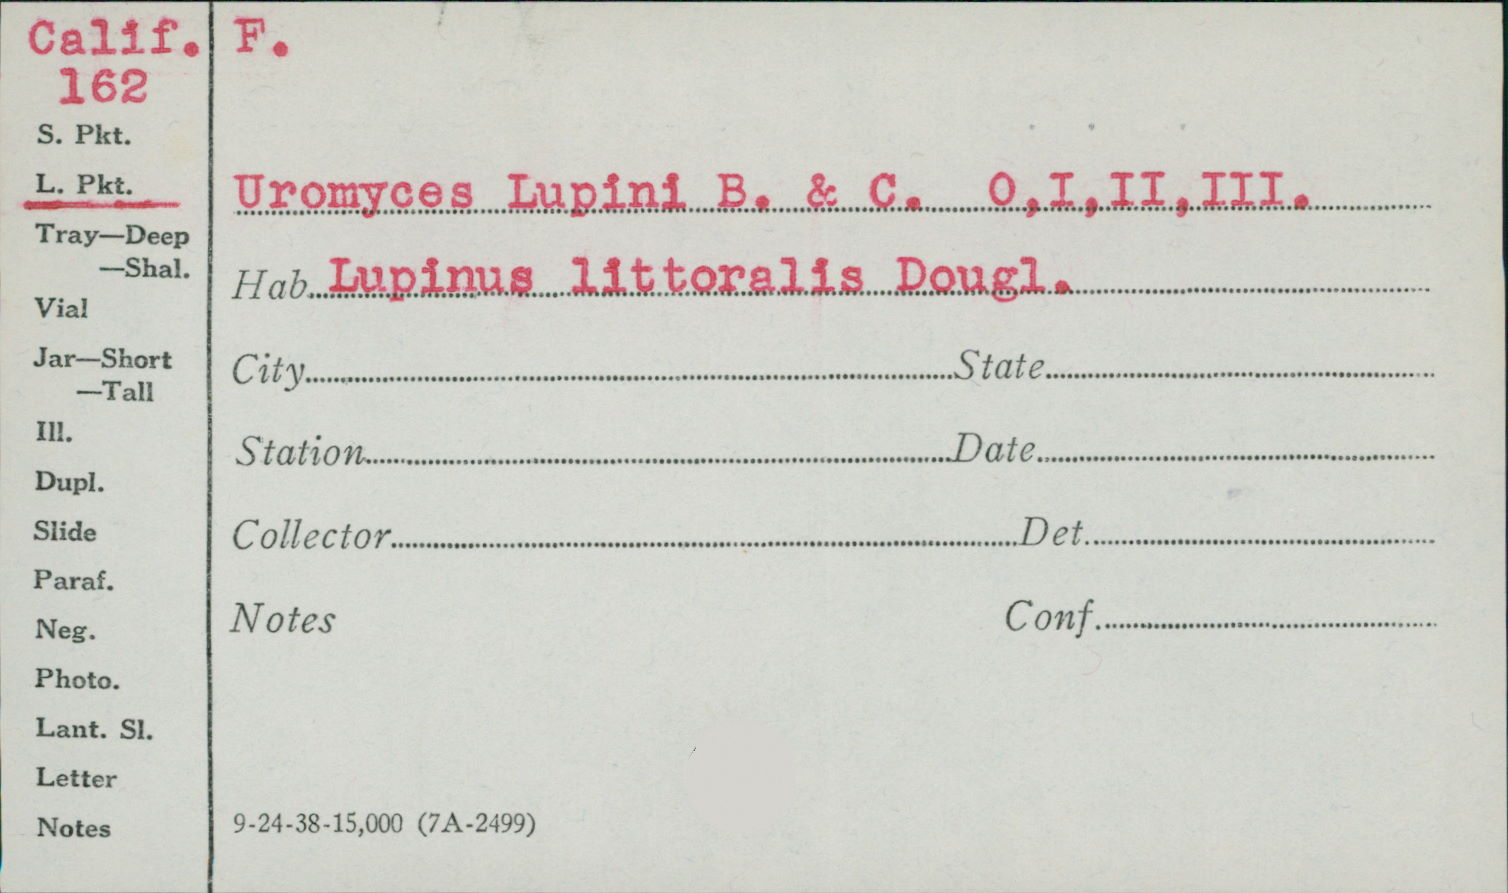 Calif. F.
162
S. Pkt.
L. Pkt.
Uromyces Lupini B. & C. O,I,II,III.
Tray—Deep
—Shal.
Hab. Lupinus littoralis Dougl.
Vial
Jar—Short
—Tall
City State
Ill.
Station Date
Dupl.
Slide
Collector Det.
Paraf.
Neg.
Notes Conf.
Photo.
Lant. Sl.
Letter
Notes
9-24-38-15,000 (7A-2499)